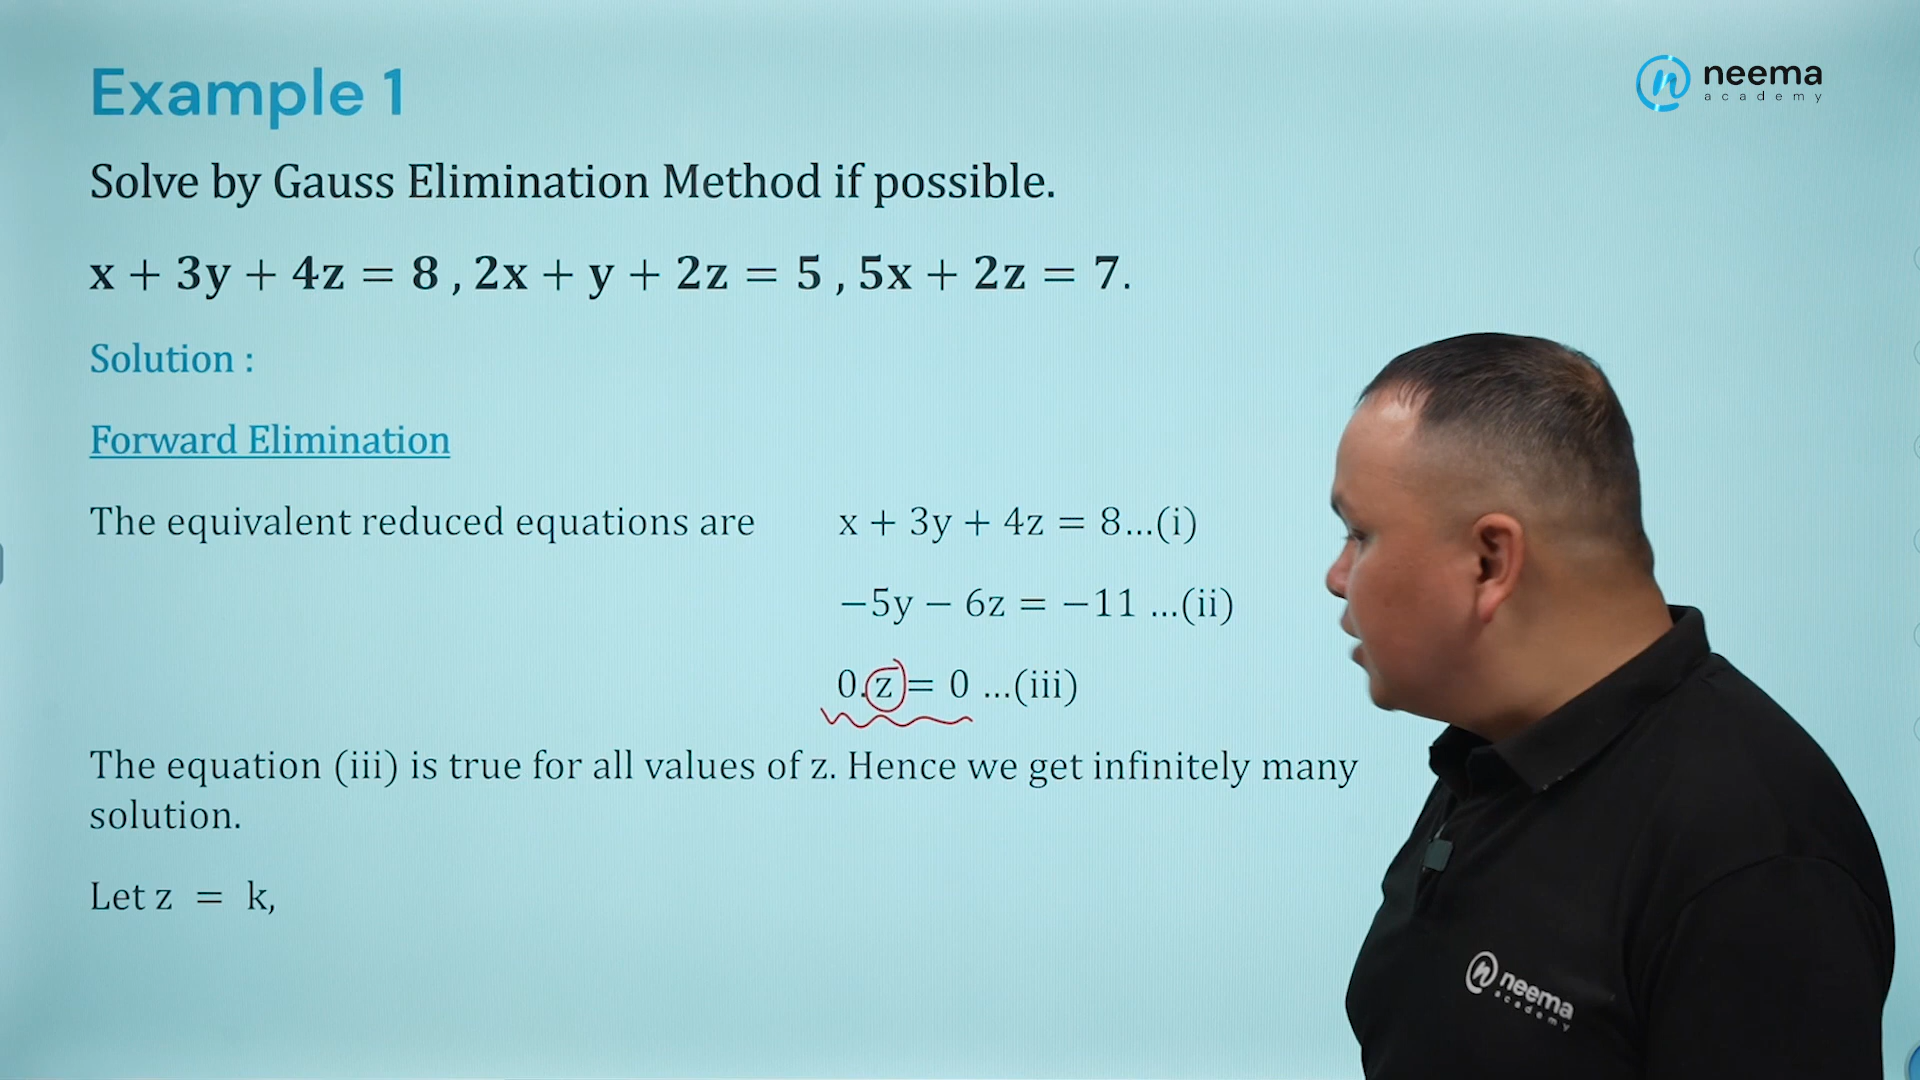 Example 1
neema
academy
Solve by Gauss Elimination Method if possible.
x + 3y + 4z = 8 , 2x + y + 2z = 5 , 5x + 2z = 7.
Solution :
Forward Elimination
The equivalent reduced equations are x + 3y + 4z = 8...(i)
−5y − 6z = −11 ...(ii)
0.z = 0 ...(iii)
The equation (iii) is true for all values of z. Hence we get infinitely many
solution.
Let z = k,
neema
academy